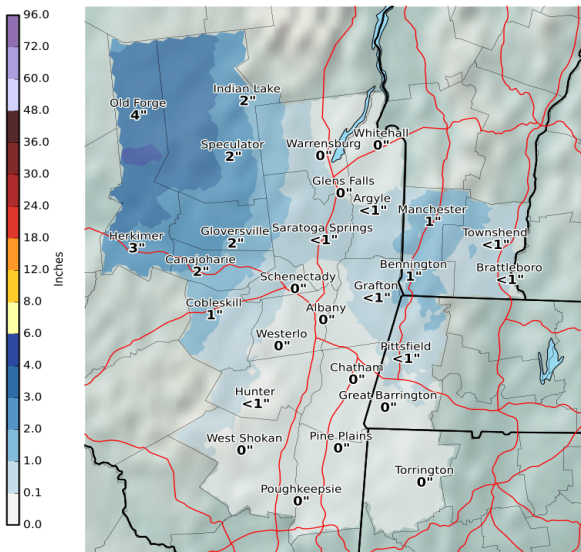 96.0
72.0
60.0
48.0
36.0
30.0
24.0
18.0
12.0
8.0
6.0
4.0
3.0
2.0
1.0
0.1
0.0
Inches
Old Forge
4"
Indian Lake
2"
Speculator
2"
Warrensburg
0"
Whitehall
0"
Glens Falls
0"
Argyle
<1"
Manchester
1"
Townshend
<1"
Herkimer
3"
Gloversville
2"
Saratoga Springs
<1"
Canajoharie
2"
Schenectady
0"
Bennington
1"
Brattleboro
<1"
Grafton
<1"
Cobleskill
1"
Albany
0"
Westerlo
0"
Pittsfield
<1"
Chatham
0"
Hunter
<1"
Great Barrington
0"
West Shokan
0"
Pine Plains
0"
Torrington
0"
Poughkeepsie
0"